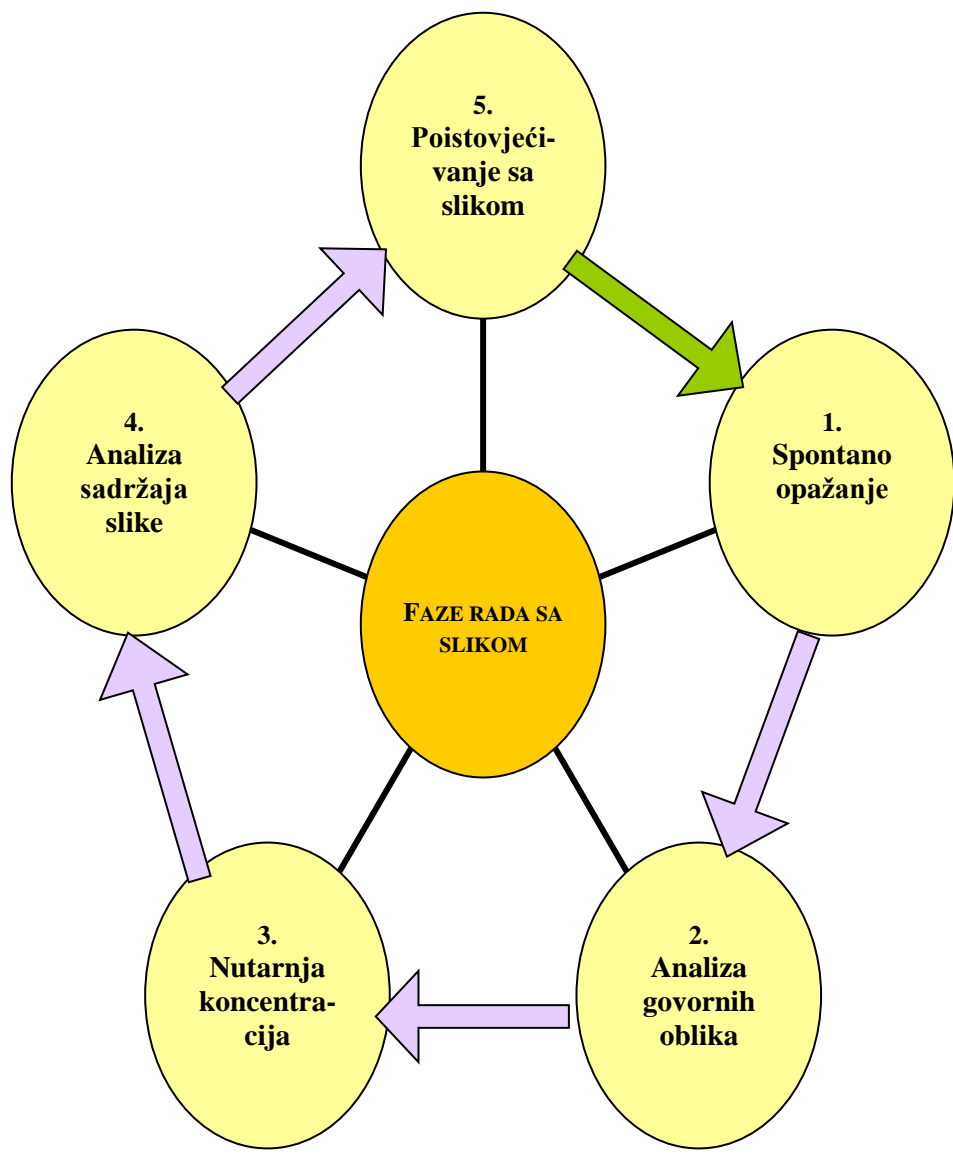 5.
Poistovjeći-
vanje sa
slikom
4.
Analiza
sadržaja
slike
1.
Spontano
opažanje
FAZE RADA SA
SLIKOM
3.
Nutarnja
koncentra-
cija
2.
Analiza
govornih
oblika